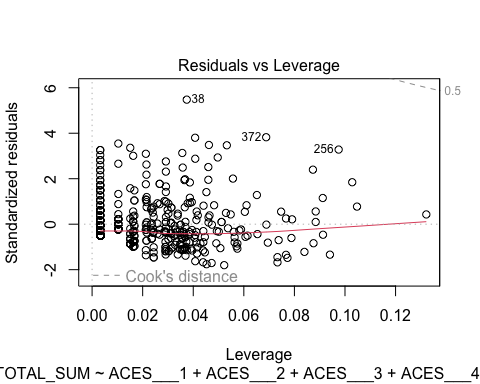 Residuals vs Leverage
Standardized residuals
6
4
2
0
-2
38
372
256
0.5
Cook's distance
0.00 0.02 0.04 0.06 0.08 0.10 0.12
Leverage
TOTAL_SUM ~ ACES___1 + ACES___2 + ACES___3 + ACES___4